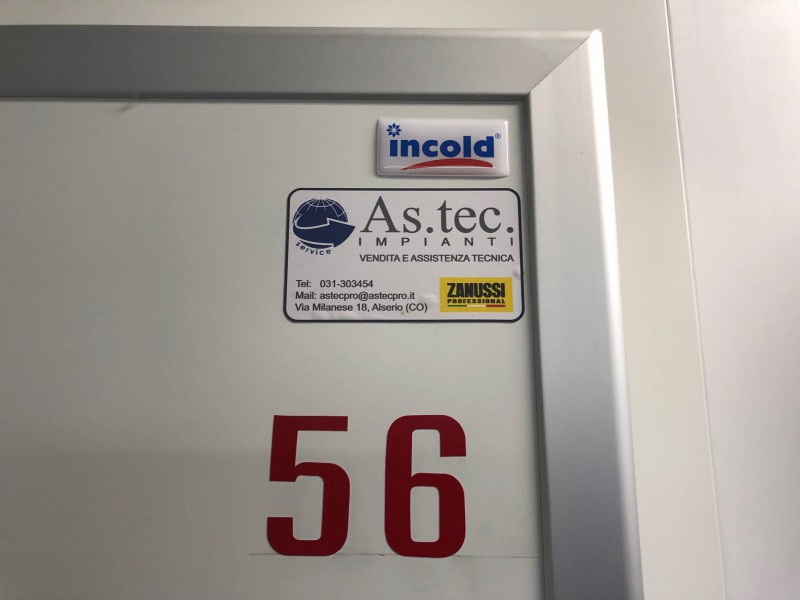 incold®
As.tec.
IMPIANTI
service
VENDITA E ASSISTENZA TECNICA
Tel: 031-303454
Mail: astecpro@astecpro.it
Via Milanese 18, Alserio (CO)
ZANUSSI
PROFESSIONAL
56